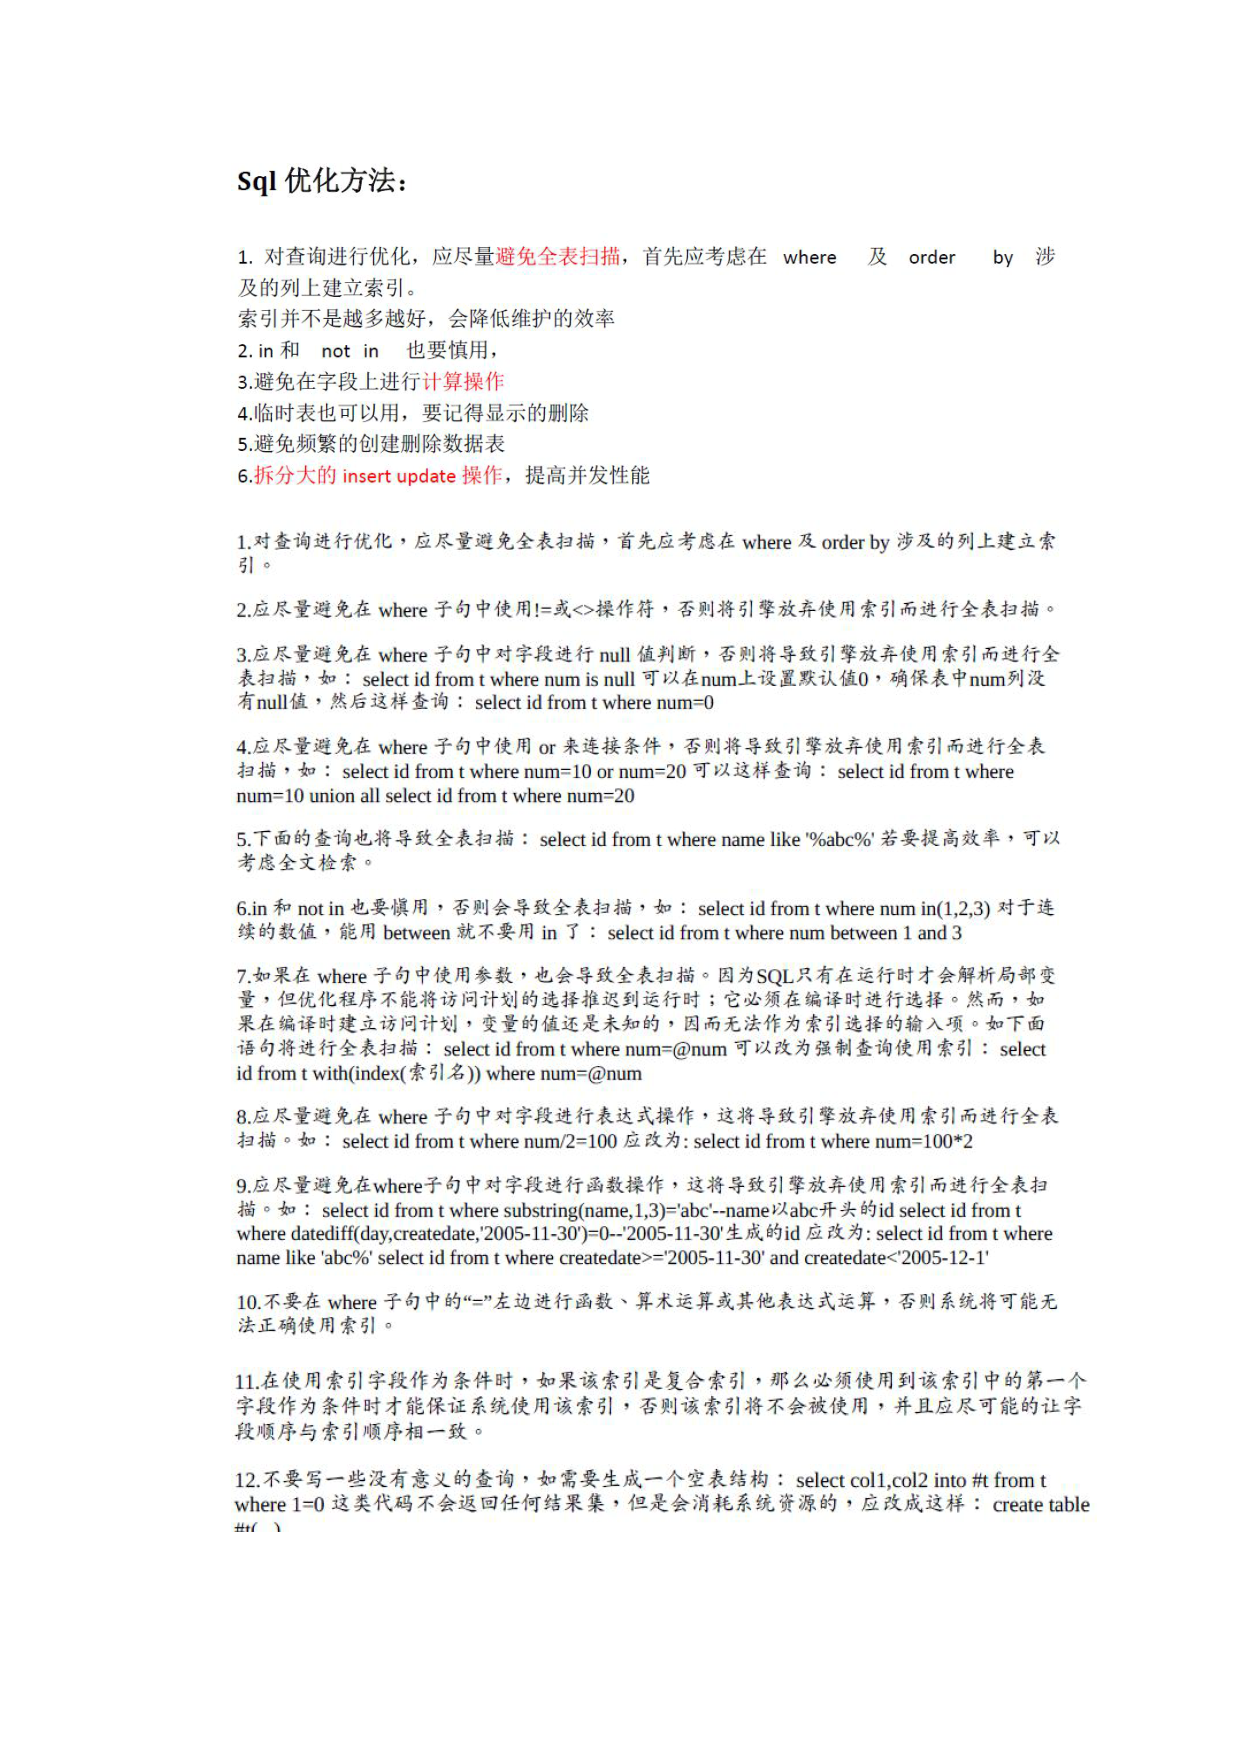 Sql 优化方法：
1. 对查询进行优化，应尽量避免全表扫描，首先应考虑在 where 及 order by 涉
及的列上建立索引。
索引并不是越多越好，会降低维护的效率
2. in 和 not in 也要慎用，
3.避免在字段上进行计算操作
4.临时表也可以用，要记得显示的删除
5.避免频繁的创建删除数据表
6.拆分大的 insert update 操作，提高并发性能
1.对查询进行优化，应尽量避免全表扫描，首先应考虑在 where 及 order by 涉及的列上建立索
引。
2.应尽量避免在 where 子句中使用!=或<>操作符，否则将引擎放弃使用索引而进行全表扫描。
3.应尽量避免在 where 子句中对字段进行 null 值判断，否则将导致引擎放弃使用索引而进行全
表扫描，如： select id from t where num is null 可以在num上设置默认值0，确保表中num列没
有null值，然后这样查询： select id from t where num=0
4.应尽量避免在 where 子句中使用 or 来连接条件，否则将导致引擎放弃使用索引而进行全表
扫描，如： select id from t where num=10 or num=20 可以这样查询： select id from t where
num=10 union all select id from t where num=20
5.下面的查询也将导致全表扫描： select id from t where name like '%abc%' 若要提高效率，可以
考虑全文检索。
6.in 和 not in 也要慎用，否则会导致全表扫描，如： select id from t where num in(1,2,3) 对于连
续的数值，能用 between 就不要用 in 了： select id from t where num between 1 and 3
7.如果在 where 子句中使用参数，也会导致全表扫描。因为SQL只有在运行时才会解析局部变
量，但优化程序不能将访问计划的选择推迟到运行时；它必须在编译时进行选择。然而，如
果在编译时建立访问计划，变量的值还是未知的，因而无法作为索引选择的输入项。如下面
语句将进行全表扫描： select id from t where num=@num 可以改为强制查询使用索引： select
id from t with(index(索引名)) where num=@num
8.应尽量避免在 where 子句中对字段进行表达式操作，这将导致引擎放弃使用索引而进行全表
扫描。如： select id from t where num/2=100 应改为: select id from t where num=100*2
9.应尽量避免在where子句中对字段进行函数操作，这将导致引擎放弃使用索引而进行全表扫
描。如： select id from t where substring(name,1,3)='abc'--name以abc开头的id select id from t
where datediff(day,createdate,'2005-11-30')=0--'2005-11-30'生成的id 应改为: select id from t where
name like 'abc%' select id from t where createdate>='2005-11-30' and createdate<'2005-12-1'
10.不要在 where 子句中的“=”左边进行函数、算术运算或其他表达式运算，否则系统将可能无
法正确使用索引。
11.在使用索引字段作为条件时，如果该索引是复合索引，那么必须使用到该索引中的第一个
字段作为条件时才能保证系统使用该索引，否则该索引将不会被使用，并且应尽可能的让字
段顺序与索引顺序相一致。
12.不要写一些没有意义的查询，如需要生成一个空表结构： select col1,col2 into #t from t
where 1=0 这类代码不会返回任何结果集，但是会消耗系统资源的，应改成这样： create table
#t(...)